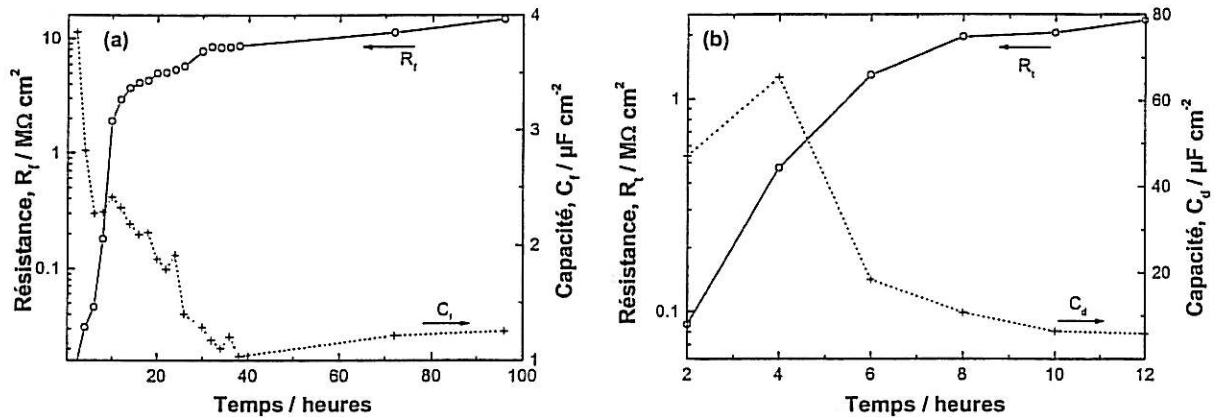 (a)
Résistance, R_f / MΩ cm²
10
1
0.1
R_f
C_f
4
3
2
1
Capacité, C_f / µF cm⁻²
20
40
60
80
100
Temps / heures
(b)
Résistance, R_t / MΩ cm²
1
0.1
R_t
C_d
80
60
40
20
0
Capacité, C_d / µF cm⁻²
2
4
6
8
10
12
Temps / heures